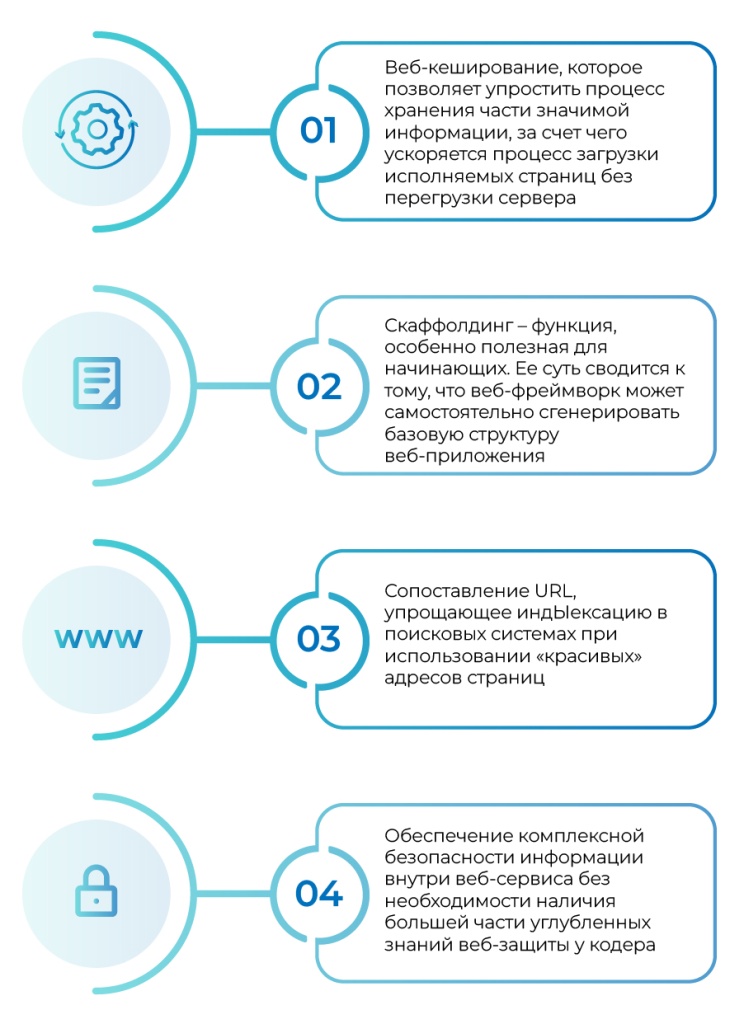 01
Веб-кеширование, которое
позволяет упростить процесс
хранения части значимой
информации, за счет чего
ускоряется процесс загрузки
исполняемых страниц без
перегрузки сервера
02
Скаффолдинг – функция,
особенно полезная для
начинающих. Ее суть сводится к
тому, что веб-фреймворк может
самостоятельно сгенерировать
базовую структуру
веб-приложения
www
03
Сопоставление URL,
упрощающее индЫексацию в
поисковых системах при
использовании «красивых»
адресов страниц
04
Обеспечение комплексной
безопасности информации
внутри веб-сервиса без
необходимости наличия
большей части углубленных
знаний веб-защиты у кодера